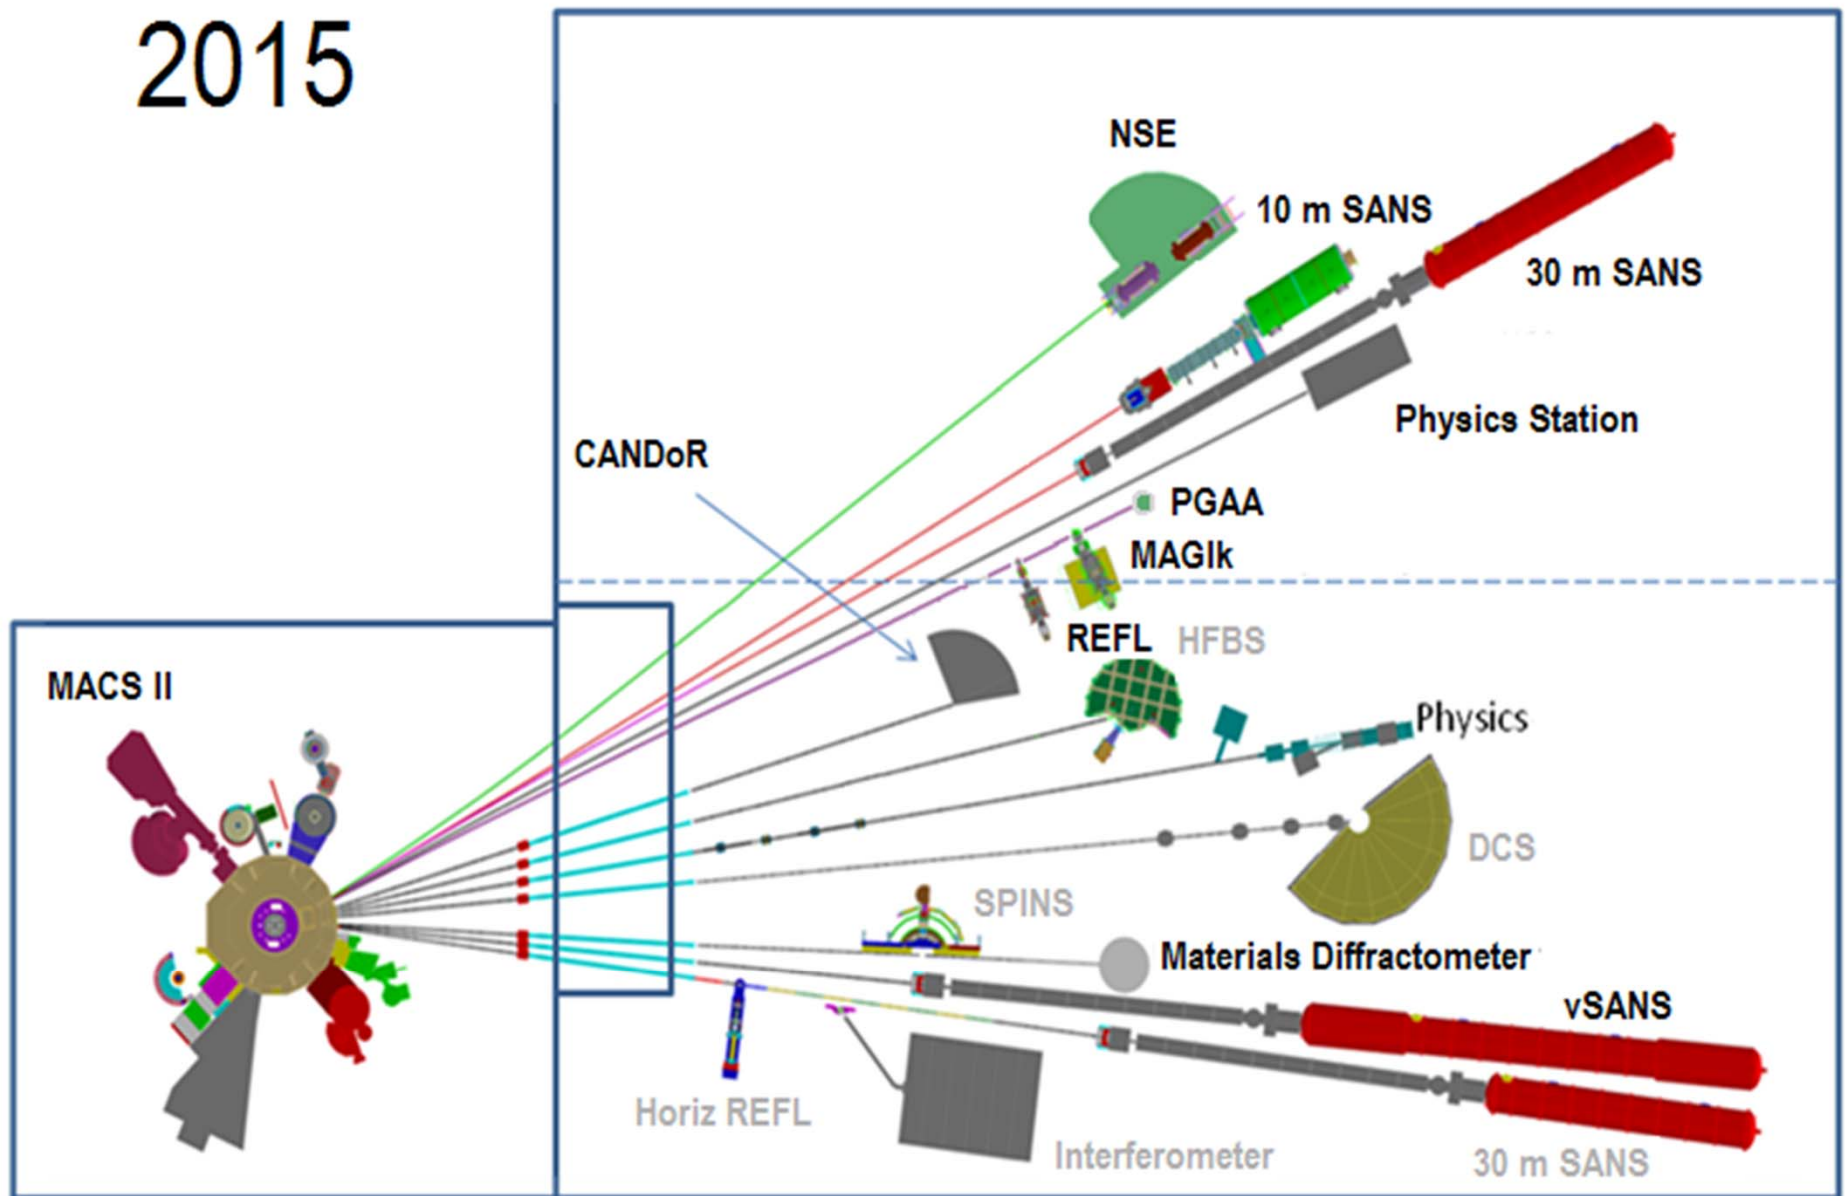 2015
NSE
10 m SANS
30 m SANS
Physics Station
CANDoR
PGAA
MAGIk
REFL HFBS
MACS II
Physics
DCS
SPINS
Materials Diffractometer
vSANS
Horiz REFL
Interferometer
30 m SANS